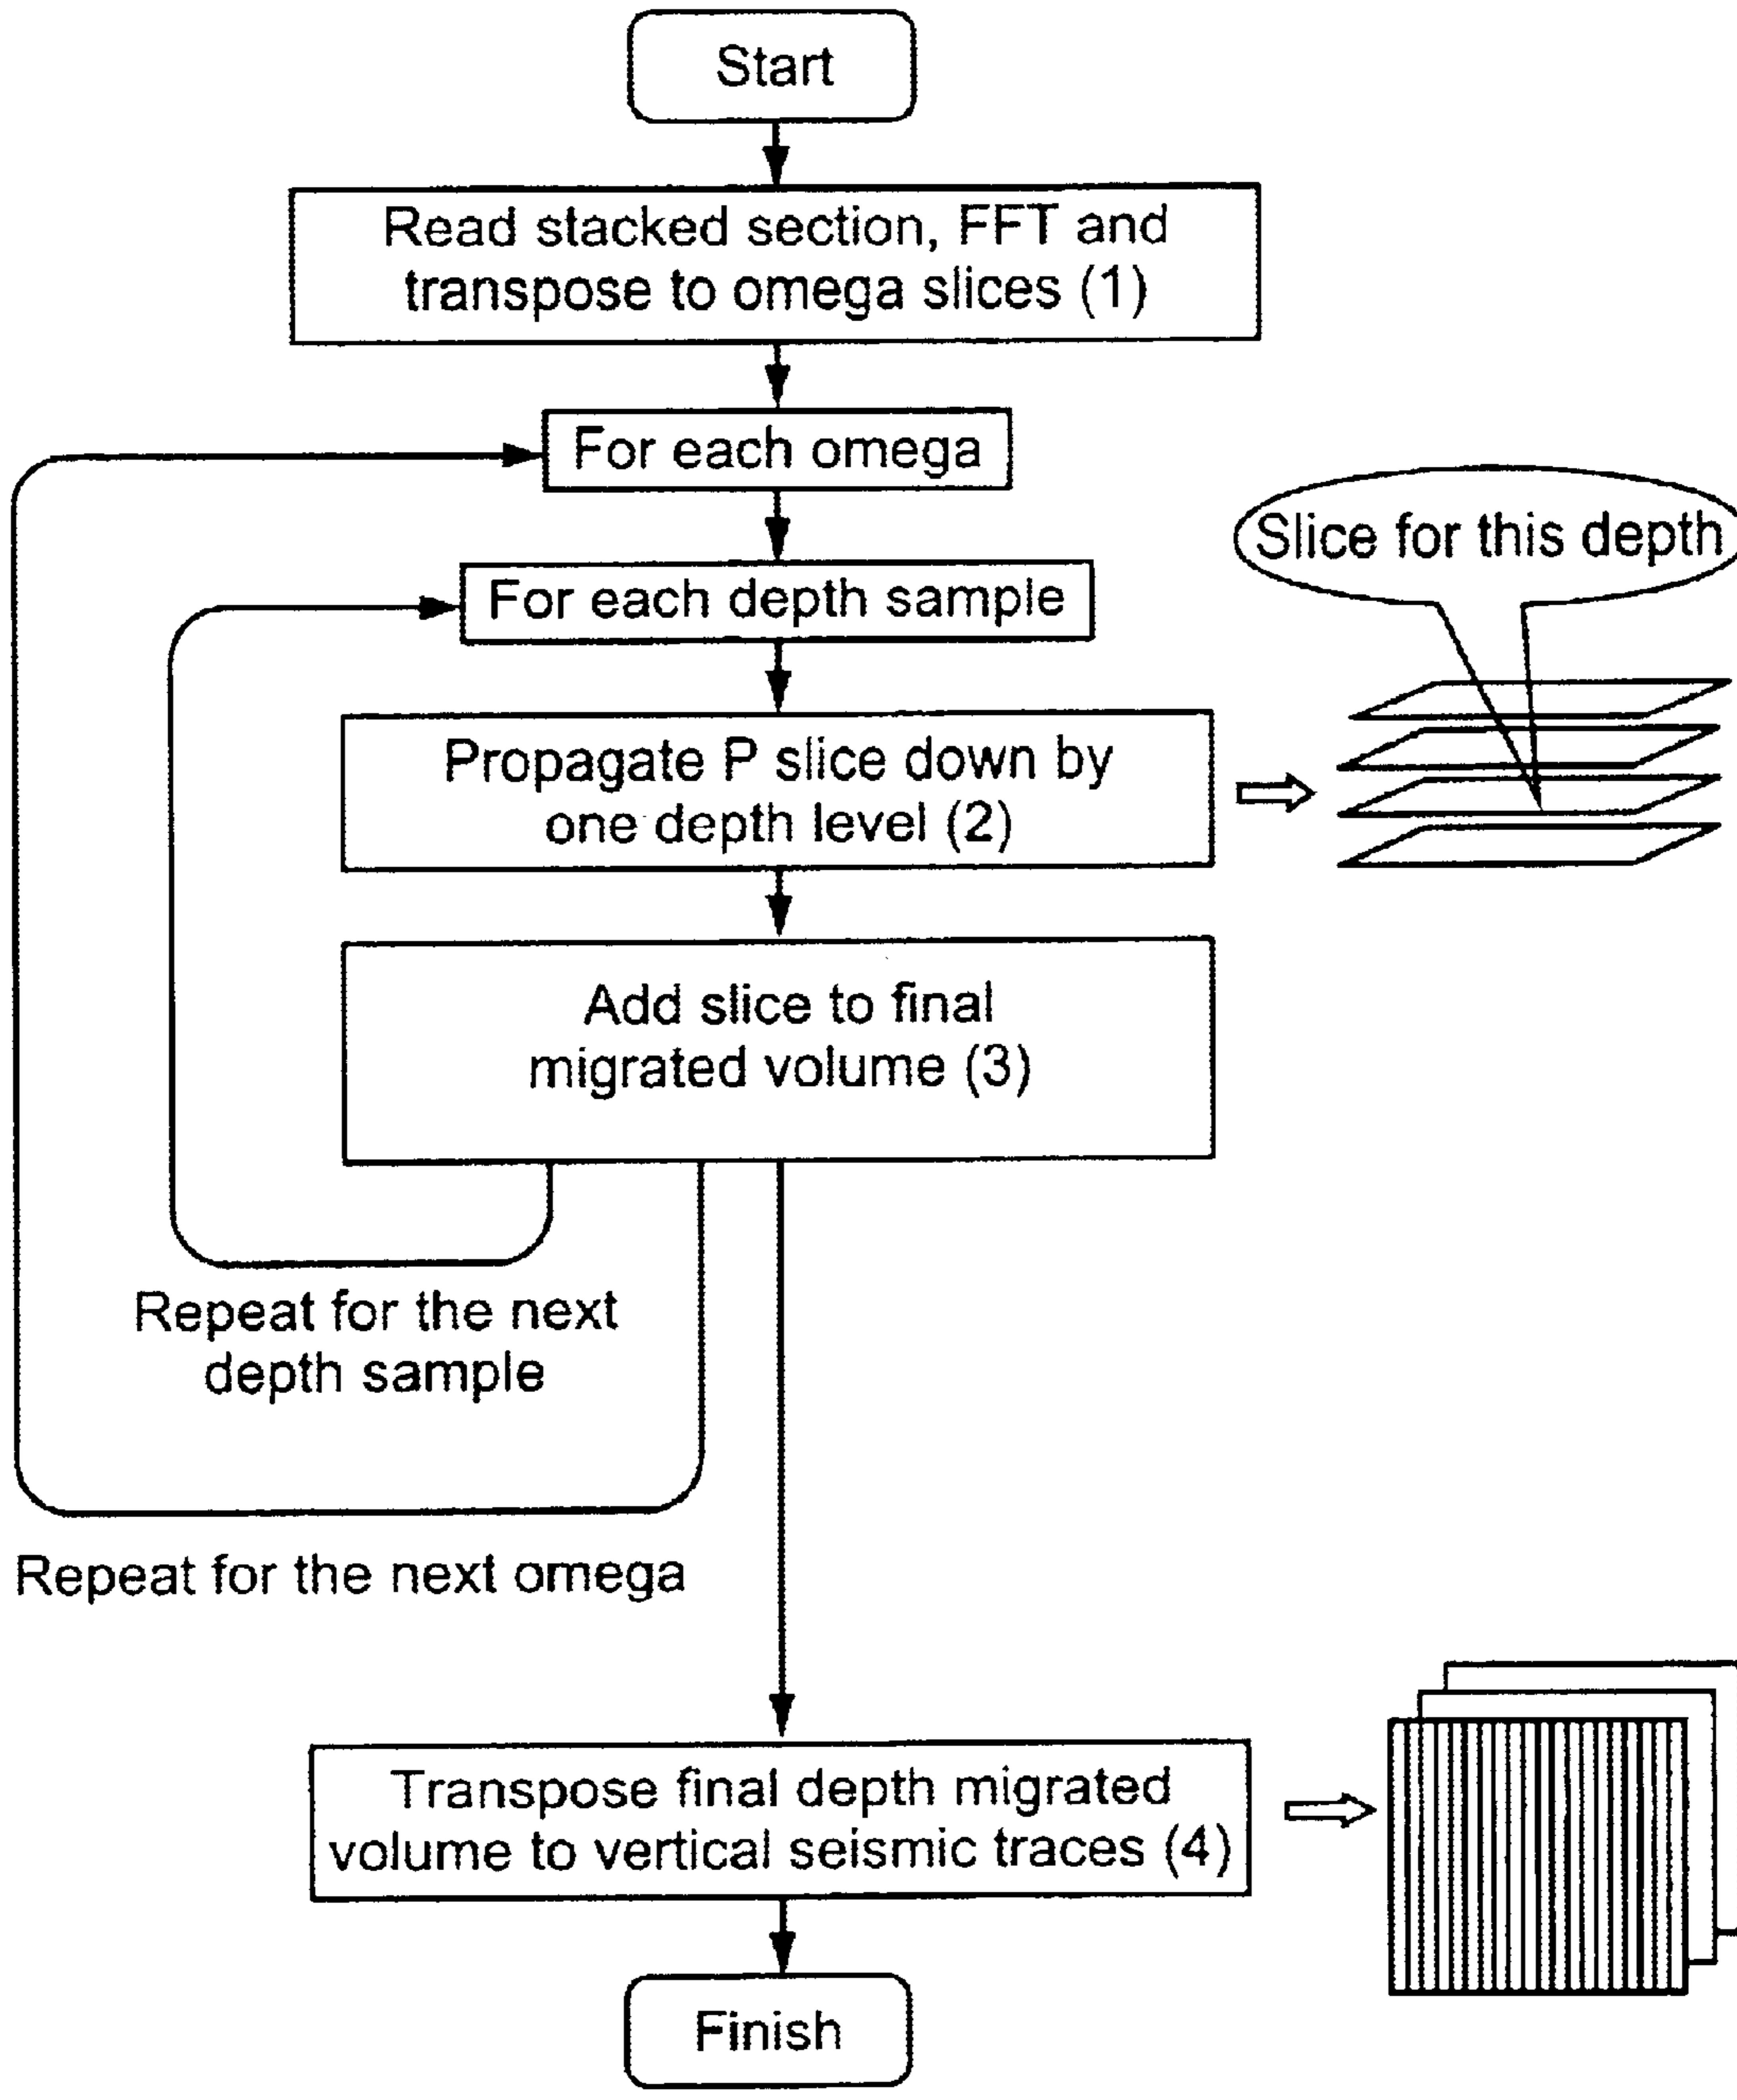 Start
Read stacked section, FFT and
transpose to omega slices (1)
For each omega
For each depth sample
Slice for this depth
Propagate P slice down by
one depth level (2)
Add slice to final
migrated volume (3)
Repeat for the next
depth sample
Repeat for the next omega
Transpose final depth migrated
volume to vertical seismic traces (4)
Finish